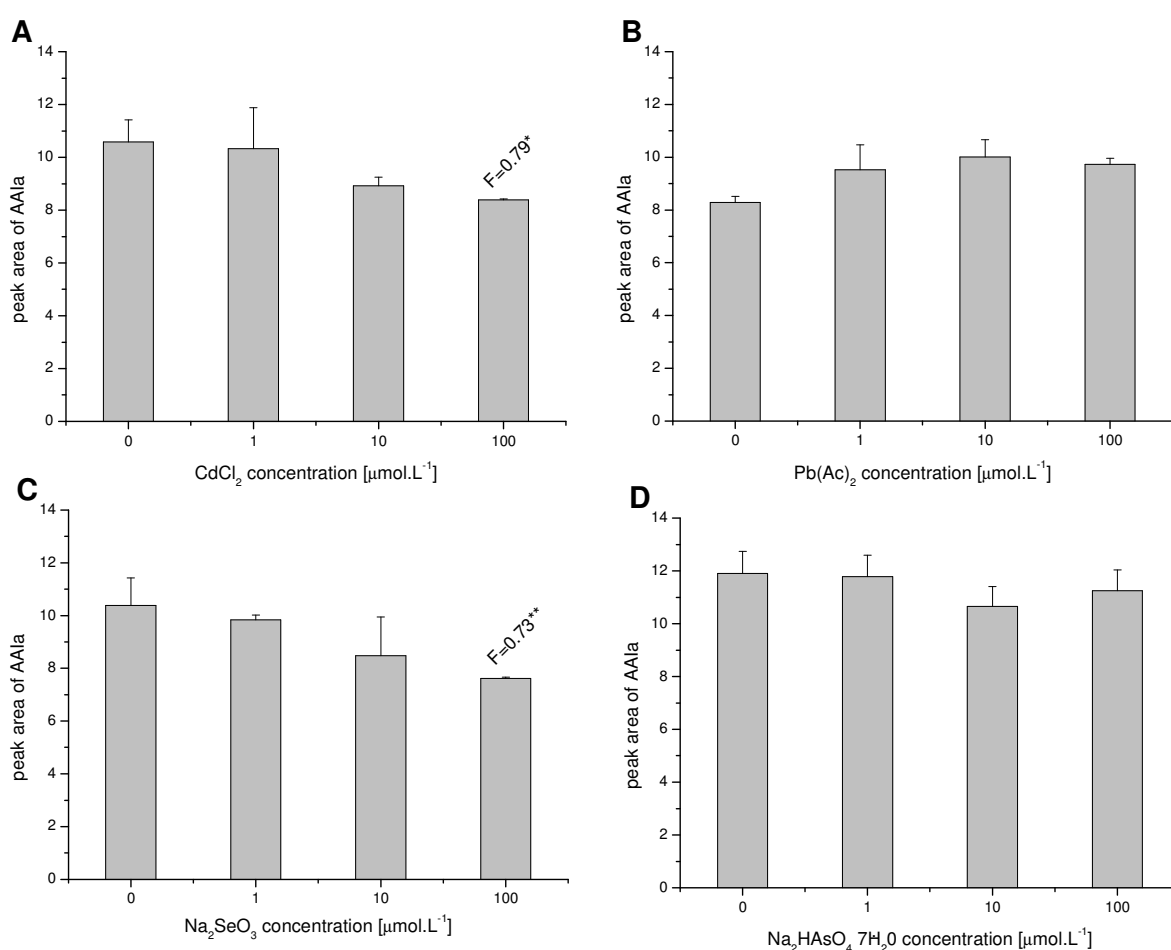 A
14
12
10
8
6
4
2
0
peak area of AAIa
F=0.79*
0 1 10 100
CdCl₂ concentration [μmol.L⁻¹]
B
14
12
10
8
6
4
2
0
peak area of AAIa
0 1 10 100
Pb(Ac)₂ concentration [μmol.L⁻¹]
C
14
12
10
8
6
4
2
0
peak area of AAIa
F=0.73**
0 1 10 100
Na₂SeO₃ concentration [μmol.L⁻¹]
D
14
12
10
8
6
4
2
0
peak area of AAIa
0 1 10 100
Na₂HAsO₄.7H₂0 concentration [μmol.L⁻¹]